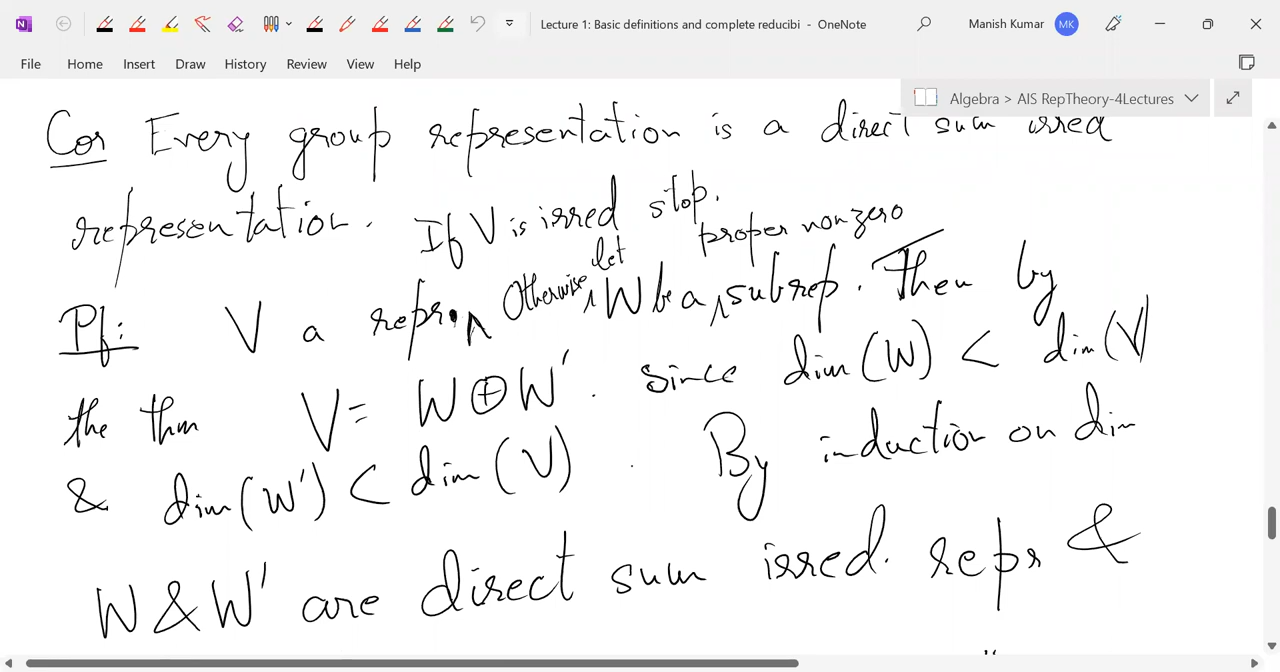 Lecture 1: Basic definitions and complete reducibi - OneNote
Manish Kumar
MK
File Home Insert Draw History Review View Help
Algebra > AIS RepTheory-4Lectures
Cor Every group representation is a direct sum irred
representation. If V is irred stop.
proper nonzero
let
Pf: V a repr. ∧ Otherwise ∧ W be a ∧ subrep. Then by
the thm V = W ⊕ W'. Since dim(W) < dim(V)
& dim(W') < dim(V). By induction on dim
W & W' are direct sum irred. reps &